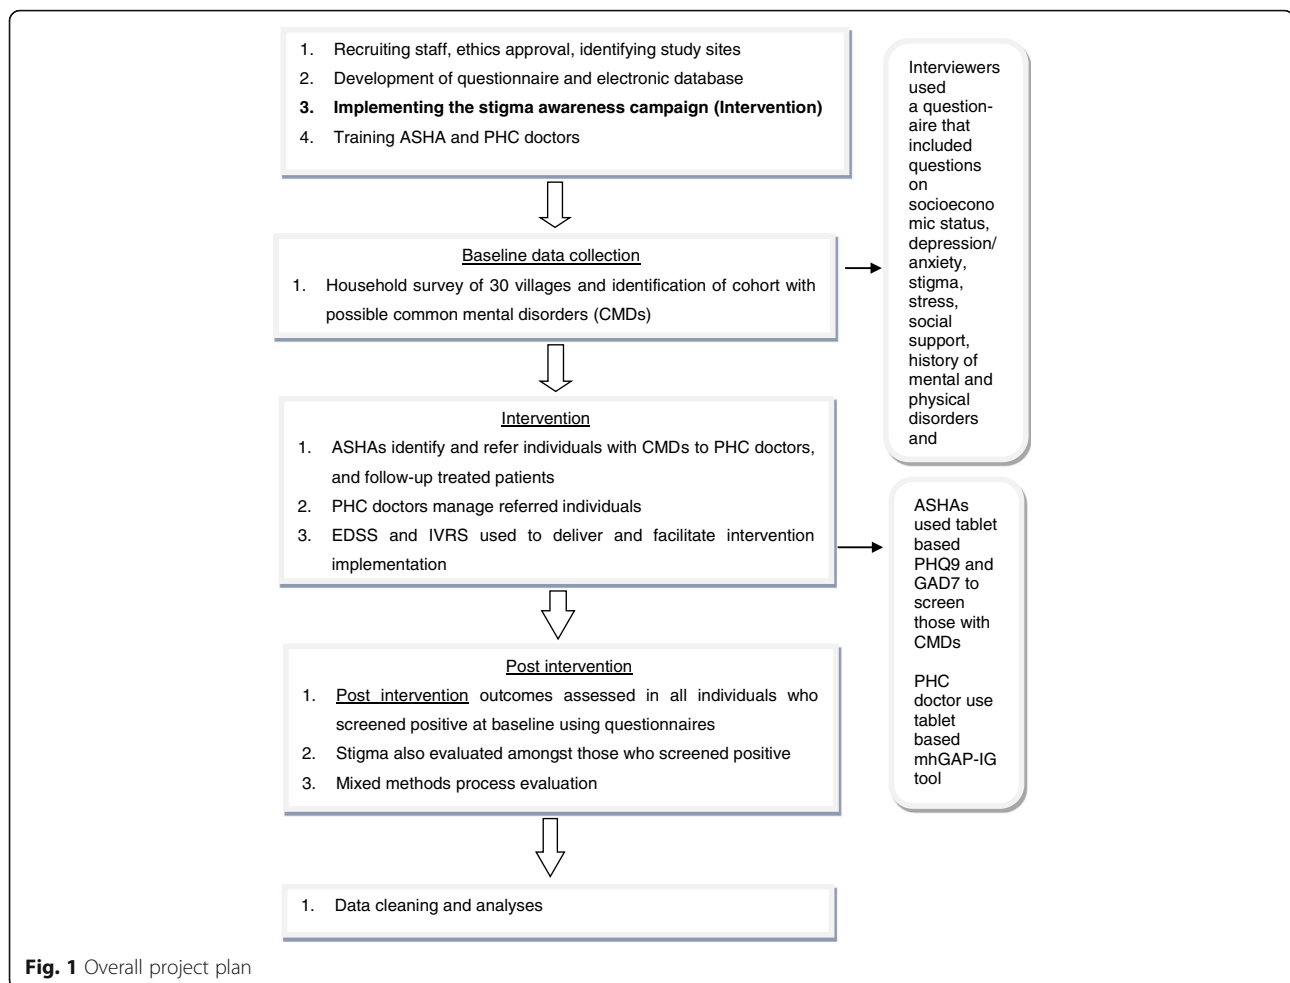 1. Recruiting staff, ethics approval, identifying study sites
2. Development of questionnaire and electronic database
3. Implementing the stigma awareness campaign (Intervention)
4. Training ASHA and PHC doctors
Baseline data collection
1. Household survey of 30 villages and identification of cohort with
possible common mental disorders (CMDs)
Interviewers
used
a question-
aire that
included
questions
on
socioecono
mic status,
depression/
anxiety,
stigma,
stress,
social
support,
history of
mental and
physical
disorders
and
Intervention
1. ASHAs identify and refer individuals with CMDs to PHC doctors,
and follow-up treated patients
2. PHC doctors manage referred individuals
3. EDSS and IVRS used to deliver and facilitate intervention
implementation
ASHAs
used tablet
based
PHQ9 and
GAD7 to
screen
those with
CMDs
PHC
doctor use
tablet
based
mhGAP-IG
tool
Post intervention
1. Post intervention outcomes assessed in all individuals who
screened positive at baseline using questionnaires
2. Stigma also evaluated amongst those who screened positive
3. Mixed methods process evaluation
1. Data cleaning and analyses
Fig. 1 Overall project plan